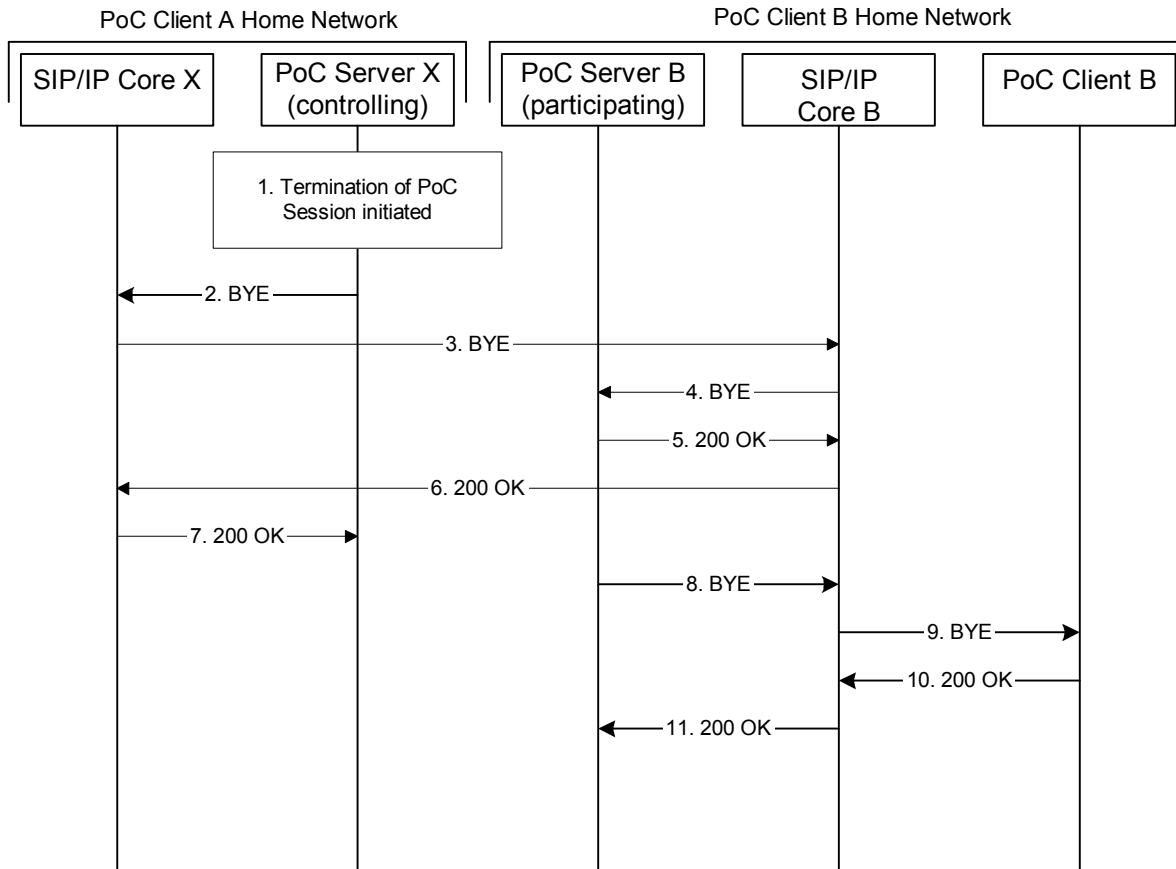 PoC Client A Home Network
PoC Client B Home Network
SIP/IP Core X
PoC Server X
(controlling)
PoC Server B
(participating)
SIP/IP
Core B
PoC Client B
1. Termination of PoC
Session initiated
2. BYE
3. BYE
4. BYE
5. 200 OK
6. 200 OK
7. 200 OK
8. BYE
9. BYE
10. 200 OK
11. 200 OK